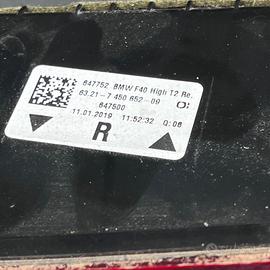 847752 BMW F40 High T2 Re.
63.21-7 450 652-09
847500
11.01.2019 11:52:32 Q:06
R